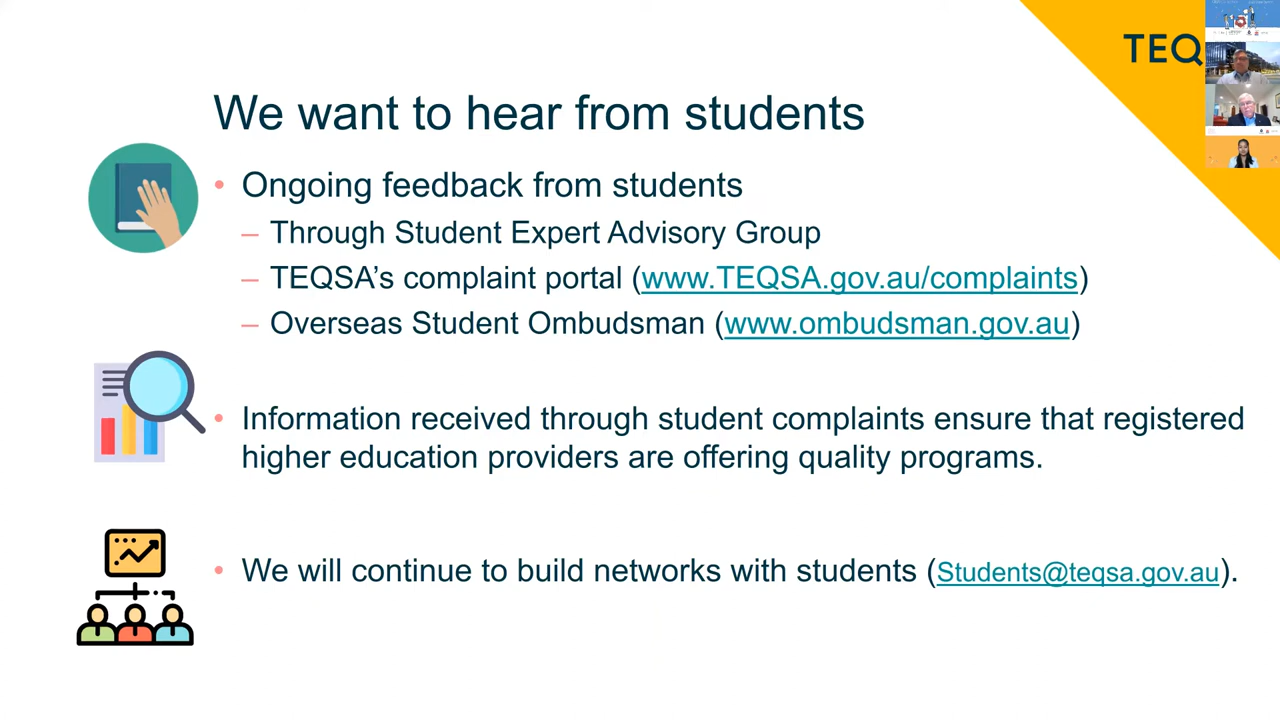 TEQ
We want to hear from students
• Ongoing feedback from students
– Through Student Expert Advisory Group
– TEQSA’s complaint portal (www.TEQSA.gov.au/complaints)
– Overseas Student Ombudsman (www.ombudsman.gov.au)
• Information received through student complaints ensure that registered
higher education providers are offering quality programs.
• We will continue to build networks with students (Students@teqsa.gov.au).